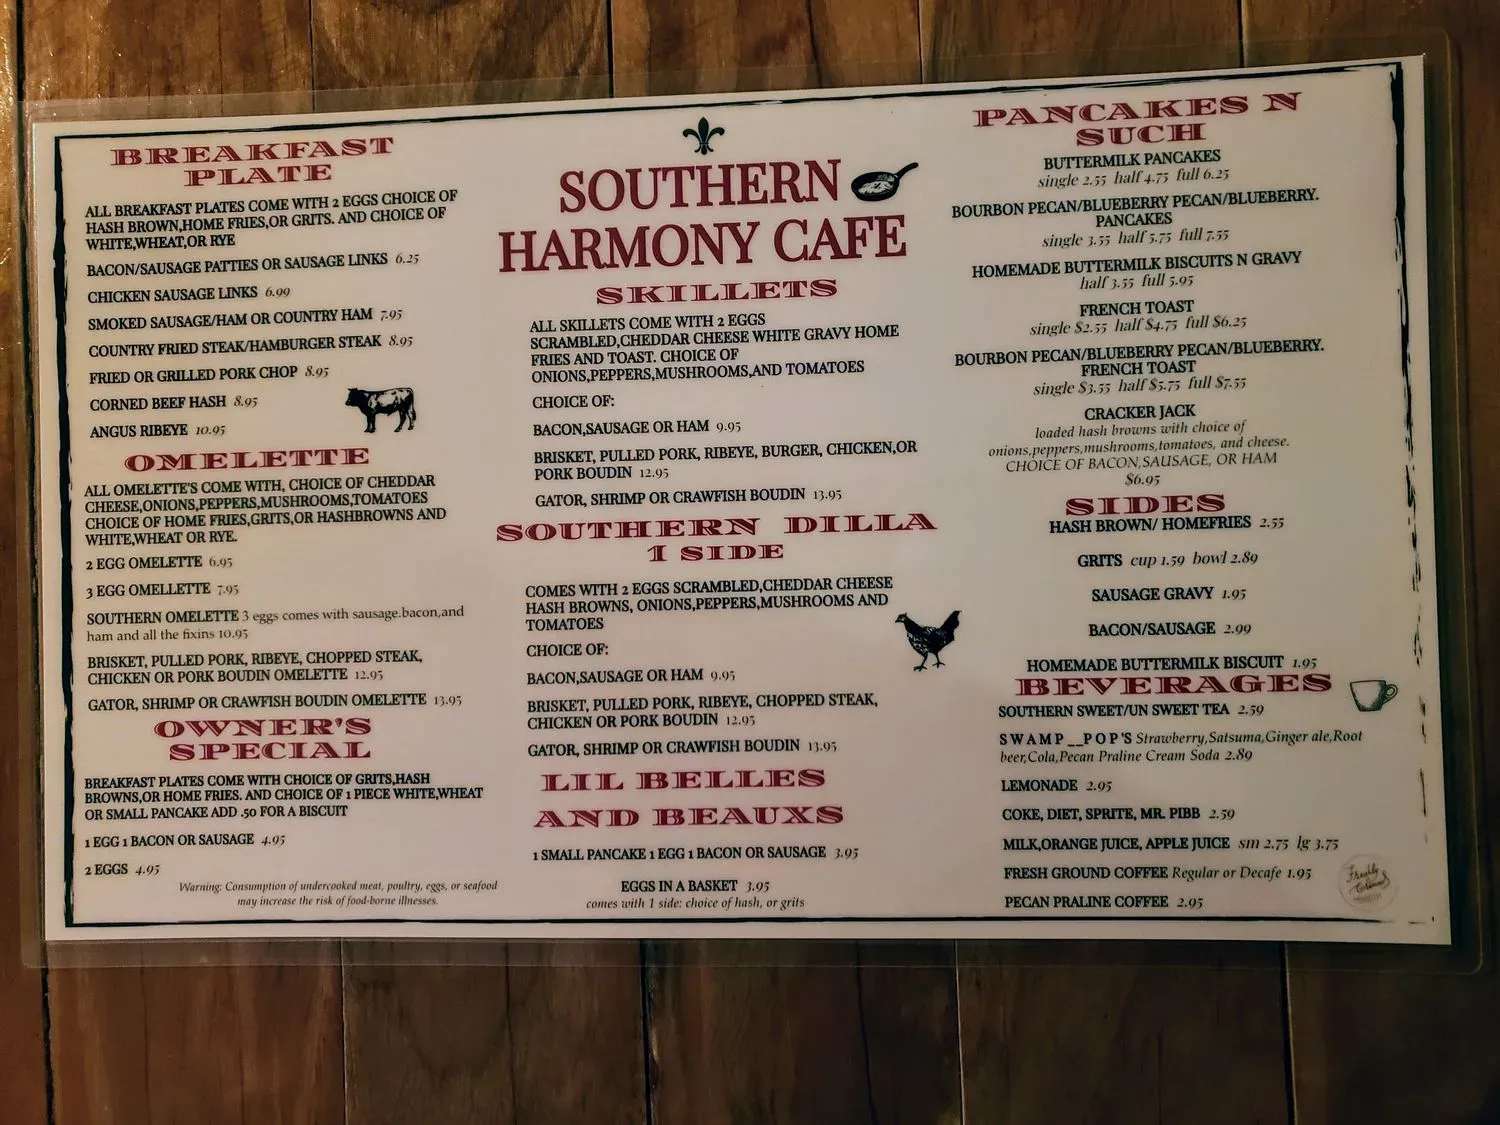 BREAKFAST
PLATE
ALL BREAKFAST PLATES COME WITH 2 EGGS CHOICE OF
HASH BROWN,HOME FRIES,OR GRITS. AND CHOICE OF
WHITE,WHEAT,OR RYE
BACON/SAUSAGE PATTIES OR SAUSAGE LINKS 6.25
CHICKEN SAUSAGE LINKS 6.99
SMOKED SAUSAGE/HAM OR COUNTRY HAM 7.95
COUNTRY FRIED STEAK/HAMBURGER STEAK 8.95
FRIED OR GRILLED PORK CHOP 8.95
CORNED BEEF HASH 8.95
ANGUS RIBEYE 10.95
OMELETTE
ALL OMELETTE'S COME WITH, CHOICE OF CHEDDAR
CHEESE,ONIONS,PEPPERS,MUSHROOMS,TOMATOES
CHOICE OF HOME FRIES,GRITS,OR HASHBROWNS AND
WHITE,WHEAT OR RYE.
2 EGG OMELETTE 6.95
3 EGG OMELLETTE 7.95
SOUTHERN OMELETTE 3 eggs comes with sausage.bacon,and
ham and all the fixins 10.95
BRISKET, PULLED PORK, RIBEYE, CHOPPED STEAK,
CHICKEN OR PORK BOUDIN OMELETTE 12.95
GATOR, SHRIMP OR CRAWFISH BOUDIN OMELETTE 13.95
OWNER'S
SPECIAL
BREAKFAST PLATES COME WITH CHOICE OF GRITS,HASH
BROWNS,OR HOME FRIES. AND CHOICE OF 1 PIECE WHITE,WHEAT
OR SMALL PANCAKE ADD .50 FOR A BISCUIT
1 EGG 1 BACON OR SAUSAGE 4.95
2 EGGS 4.95
Warning: Consumption of undercooked meat, poultry, eggs, or seafood
may increase the risk of food-borne illnesses.
SOUTHERN
HARMONY CAFE
SKILLETS
ALL SKILLETS COME WITH 2 EGGS
SCRAMBLED,CHEDDAR CHEESE WHITE GRAVY HOME
FRIES AND TOAST. CHOICE OF
ONIONS,PEPPERS,MUSHROOMS,AND TOMATOES
CHOICE OF:
BACON,SAUSAGE OR HAM 9.95
BRISKET, PULLED PORK, RIBEYE, BURGER, CHICKEN,OR
PORK BOUDIN 12.95
GATOR, SHRIMP OR CRAWFISH BOUDIN 13.95
SOUTHERN DILLA
1 SIDE
COMES WITH 2 EGGS SCRAMBLED,CHEDDAR CHEESE
HASH BROWNS, ONIONS,PEPPERS,MUSHROOMS AND
TOMATOES
CHOICE OF:
BACON,SAUSAGE OR HAM 9.95
BRISKET, PULLED PORK, RIBEYE, CHOPPED STEAK,
CHICKEN OR PORK BOUDIN 12.95
GATOR, SHRIMP OR CRAWFISH BOUDIN 13.95
LIL BELLES
AND BEAUXS
1 SMALL PANCAKE 1 EGG 1 BACON OR SAUSAGE 3.95
EGGS IN A BASKET 3.95
comes with 1 side: choice of hash, or grits
PANCAKES N
SUCH
BUTTERMILK PANCAKES
single 2.55 half 4.75 full 6.25
BOURBON PECAN/BLUEBERRY PECAN/BLUEBERRY.
PANCAKES
single 3.55 half 5.75 full 7.55
HOMEMADE BUTTERMILK BISCUITS N GRAVY
half 3.55 full 5.95
FRENCH TOAST
single $2.55 half $4.75 full $6.25
BOURBON PECAN/BLUEBERRY PECAN/BLUEBERRY.
FRENCH TOAST
single $3.55 half $5.75 full $7.55
CRACKER JACK
loaded hash browns with choice of
onions,peppers,mushrooms,tomatoes, and cheese.
CHOICE OF BACON,SAUSAGE, OR HAM
$6.95
SIDES
HASH BROWN/ HOMEFRIES 2.55
GRITS cup 1.59 bowl 2.89
SAUSAGE GRAVY 1.95
BACON/SAUSAGE 2.99
HOMEMADE BUTTERMILK BISCUIT 1.95
BEVERAGES
SOUTHERN SWEET/UN SWEET TEA 2.59
SWAMP__POP'S Strawberry,Satsuma,Ginger ale,Root
beer,Cola,Pecan Praline Cream Soda 2.89
LEMONADE 2.95
COKE, DIET, SPRITE, MR. PIBB 2.59
MILK,ORANGE JUICE, APPLE JUICE sm 2.75 lg 3.75
FRESH GROUND COFFEE Regular or Decafe 1.95
PECAN PRALINE COFFEE 2.95